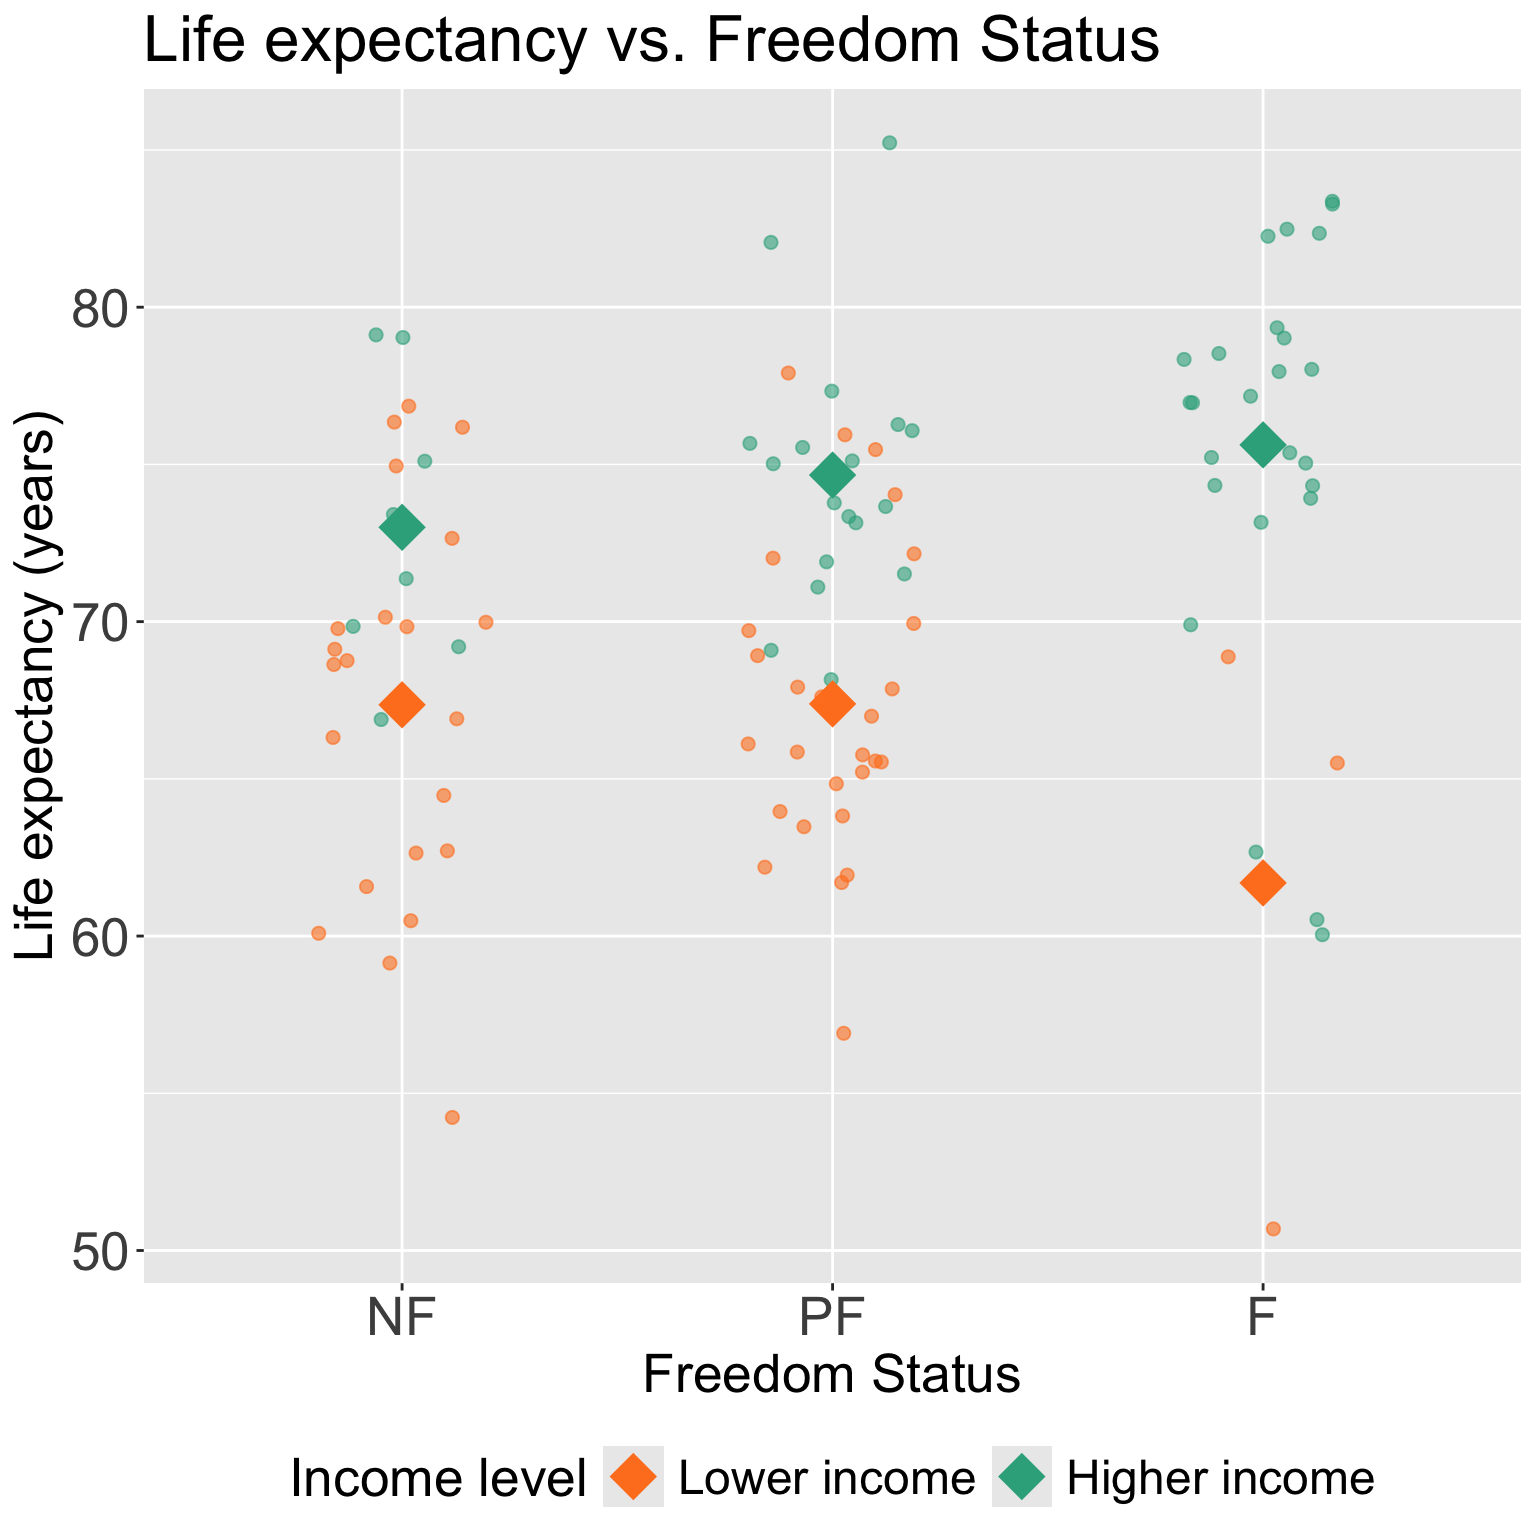 Life expectancy vs. Freedom Status
Life expectancy (years)
80
70
60
50
NF PF F
Freedom Status
Income level Lower income Higher income